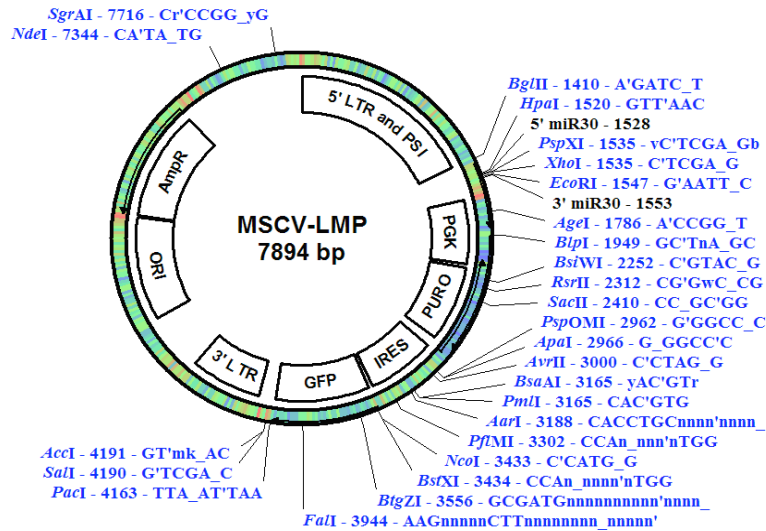 SgrAI - 7716 - Cr'CCGG_yG
NdeI - 7344 - CA'TA_TG
BglII - 1410 - A'GATC_T
HpaI - 1520 - GTT'AAC
5' miR30 - 1528
PspXI - 1535 - vC'TCGA_Gb
XhoI - 1535 - C'TCGA_G
EcoRI - 1547 - G'AATT_C
3' miR30 - 1553
AgeI - 1786 - A'CCGG_T
BlpI - 1949 - GC'TnA_GC
BsiWI - 2252 - C'GTAC_G
RsrII - 2312 - CG'GwC_CG
SacII - 2410 - CC_GC'GG
PspOMI - 2962 - G'GGCC_C
ApaI - 2966 - G_GGCC'C
AvrII - 3000 - C'CTAG_G
BsaAI - 3165 - yAC'GTr
PmlI - 3165 - CAC'GTG
AarI - 3188 - CACCTGCnnnn'nnnn_
PflMI - 3302 - CCAn_nnn'nTGG
NcoI - 3433 - C'CATG_G
BstXI - 3434 - CCAn_nnnn'nTGG
BtgZI - 3556 - GCGATGnnnnnnnnnn'nnnn_
FalI - 3944 - AAGnnnnnCTTnnnnnnnn_nnnnn'
AccI - 4191 - GT'mk_AC
SalI - 4190 - G'TCGA_C
PacI - 4163 - TTA_AT'TAA
MSCV-LMP
7894 bp
5' LTR and PSI
PGK
PURO
IRES
GFP
3' LTR
ORI
AmpR